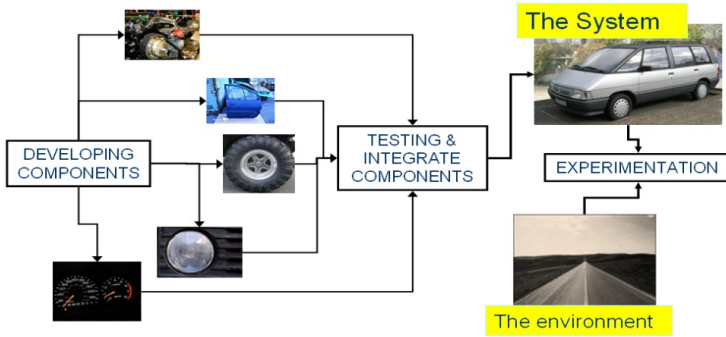 The System
DEVELOPING
COMPONENTS
TESTING &
INTEGRATE
COMPONENTS
EXPERIMENTATION
The environment